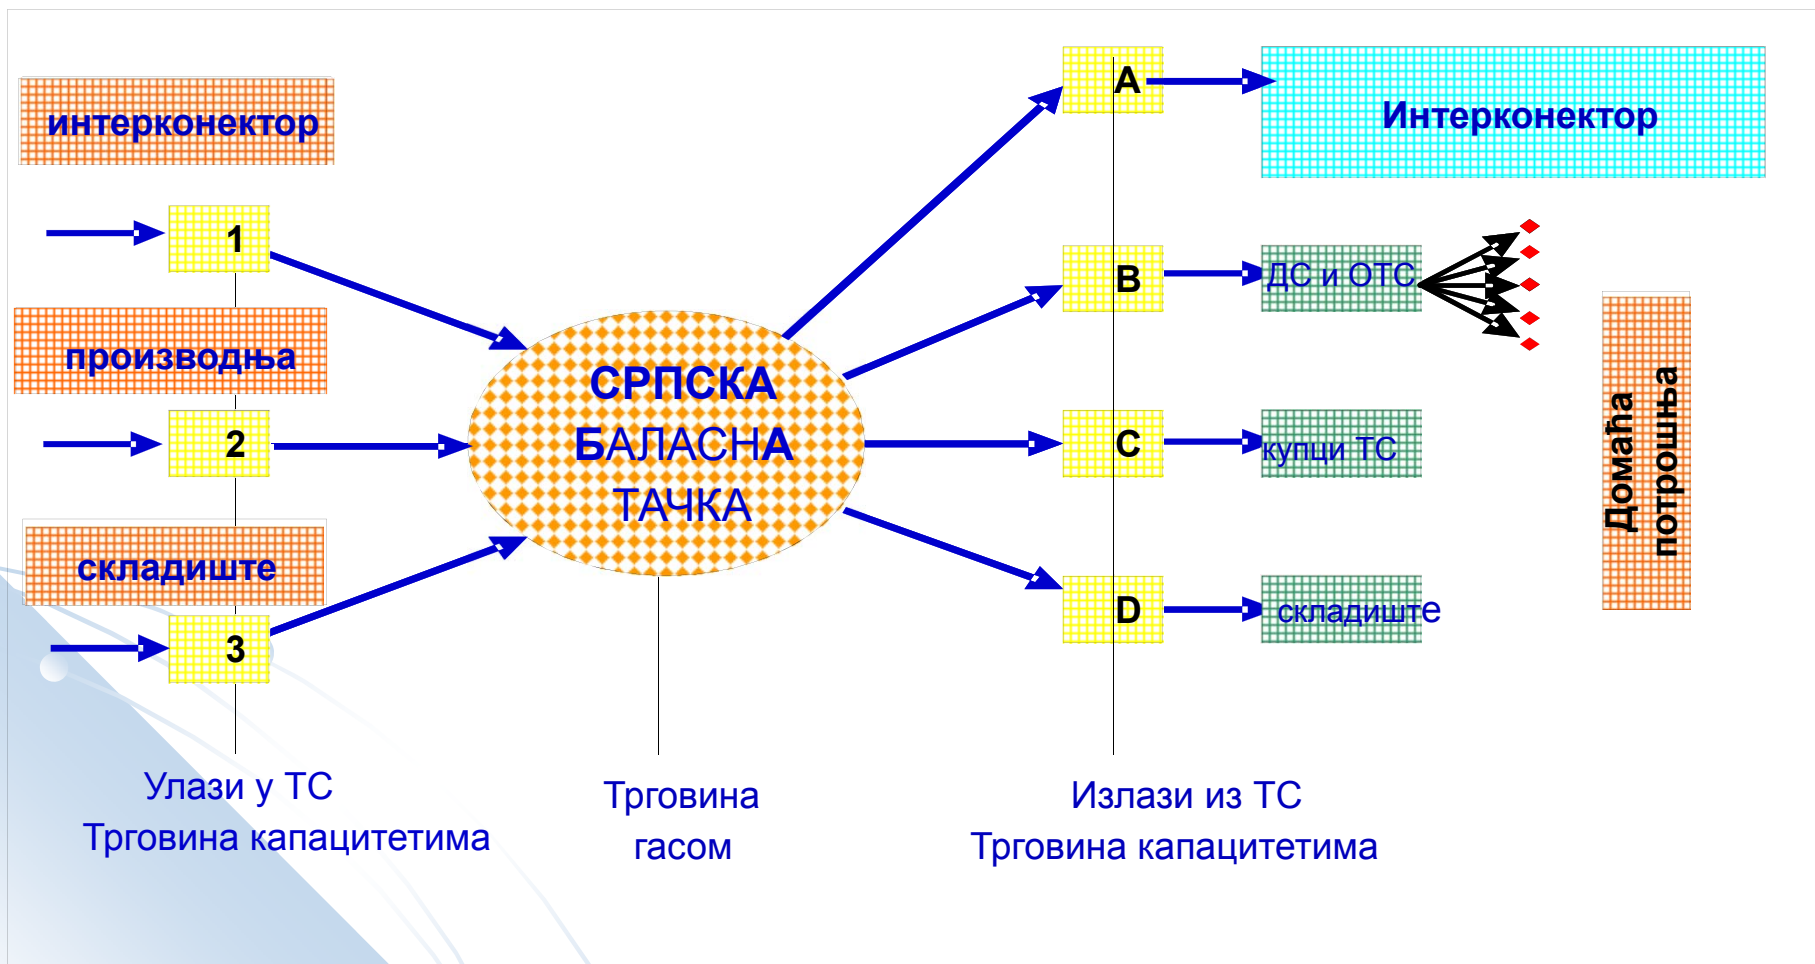 интерконектор
1
производња
2
складиште
3
СРПСКА
БАЛАСНА
ТАЧКА
A
Интерконектор
B
ДС и ОТС
C
купци ТС
D
складиште
Домаћа
потрошња
Улази у ТС
Трговина капацитетима
Трговина
гасом
Излази из ТС
Трговина капацитетима